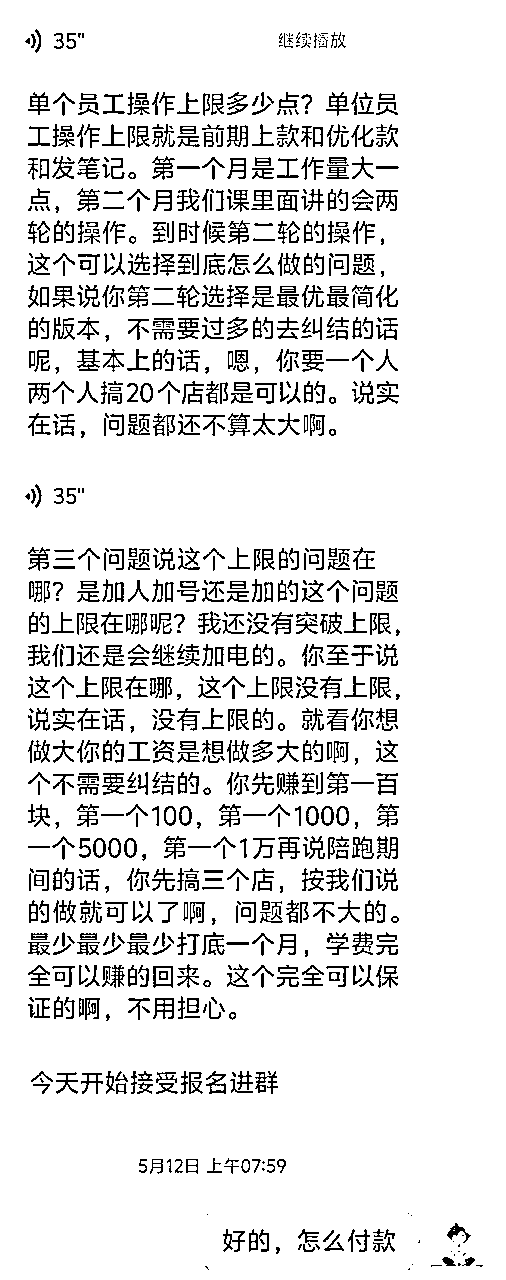 35"
继续播放
单个员工操作上限多少点？单位员
工操作上限就是前期上款和优化款
和发笔记。第一个月是工作量大一
点，第二个月我们课里面讲的会两
轮的操作。到时候第二轮的操作，
这个可以选择到底怎么做的问题，
如果说你第二轮选择是最优最简化
的版本，不需要过多的去纠结的话
呢，基本上的话，嗯，你要一个人
两个人搞20个店都是可以的。说实
在话，问题都还不算太大啊。
35"
第三个问题说这个上限的问题在
哪？是加人加号还是加的这个问题
的上限在哪呢？我还没有突破上限，
我们还是会继续加电的。你至于说
这个上限在哪，这个上限没有上限，
说实在话，没有上限的。就看你想
做大你的工资是想做多大的啊，这
个不需要纠结的。你先赚到第一百
块，第一个100，第一个1000，第
一个5000，第一个1万再说陪跑期
间的话，你先搞三个店，按我们说
的做就可以了啊，问题都不大的。
最少最少最少打底一个月，学费完
全可以赚的回来。这个完全可以保
证的啊，不用担心。
今天开始接受报名进群
5月12日 上午07:59
好的，怎么付款